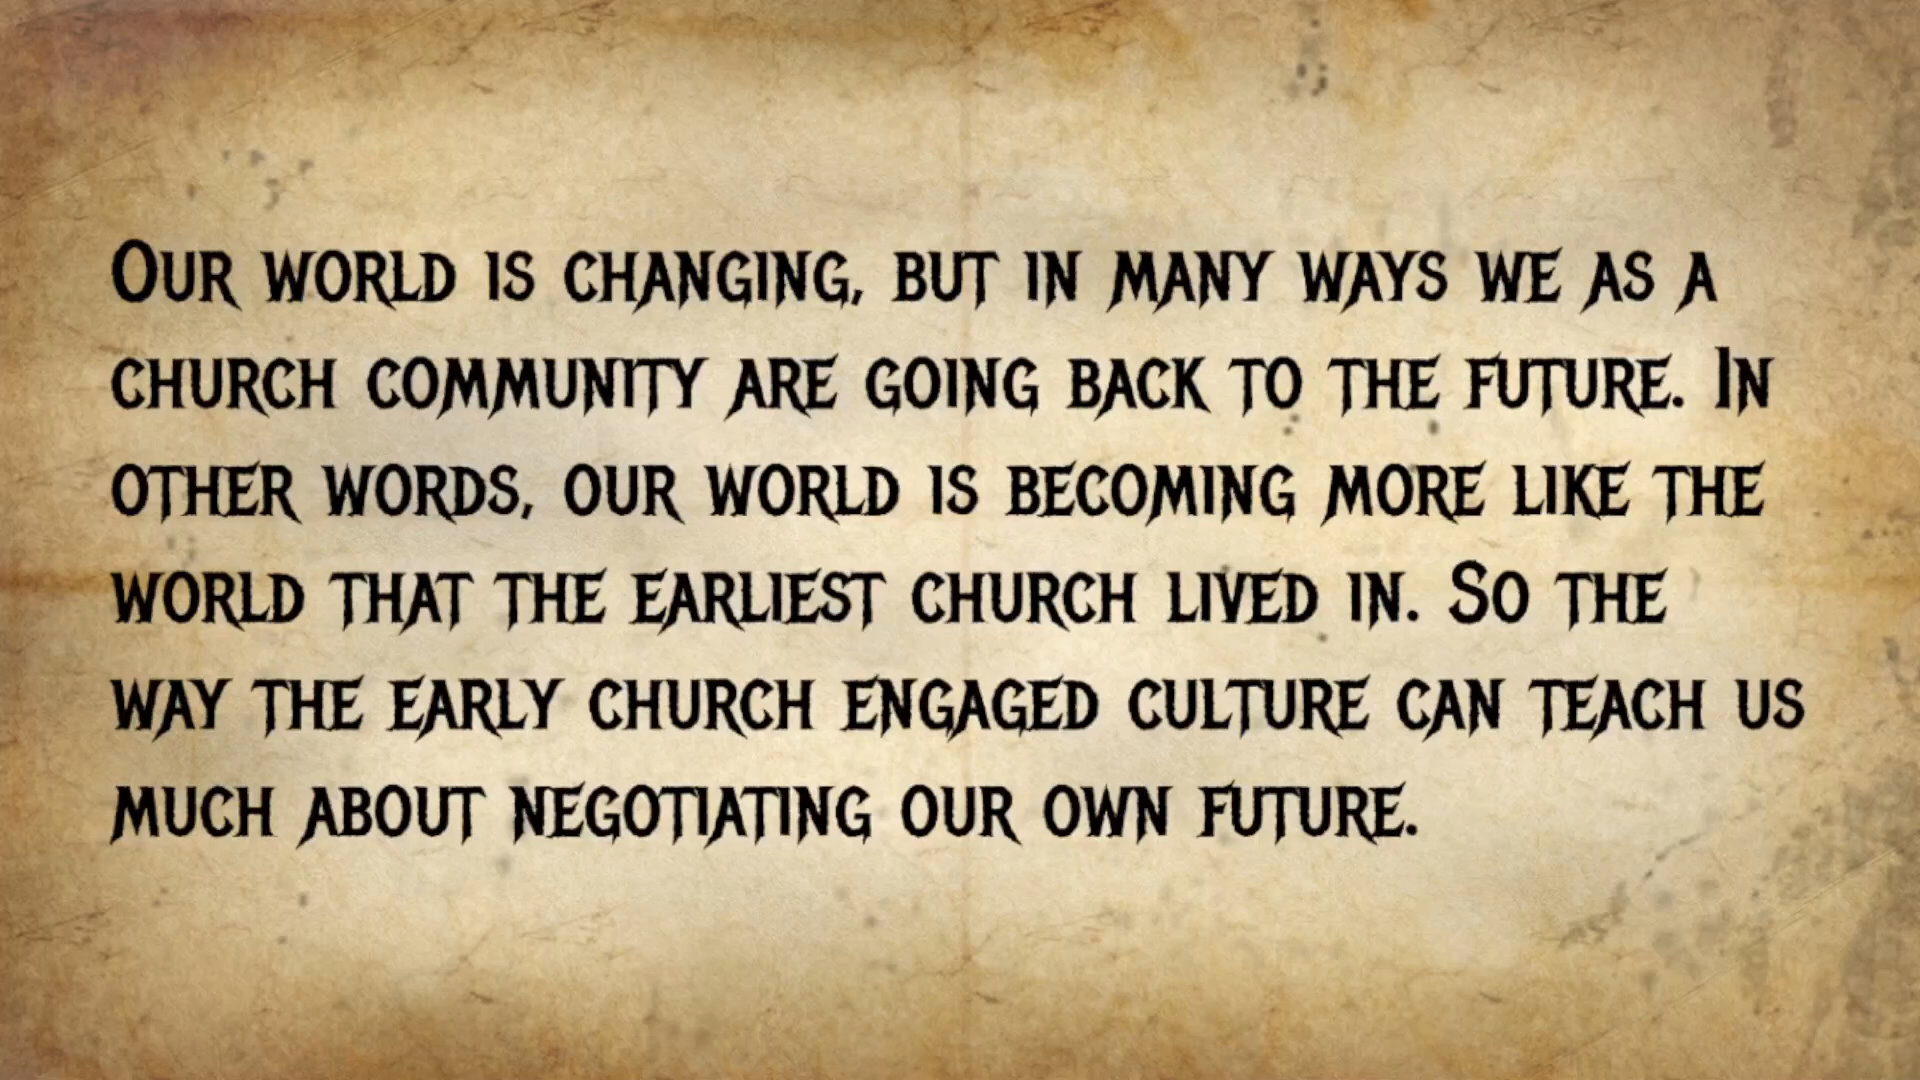 Our world is changing, but in many ways we as a
church community are going back to the future. In
other words, our world is becoming more like the
world that the earliest church lived in. So the
way the early church engaged culture can teach us
much about negotiating our own future.